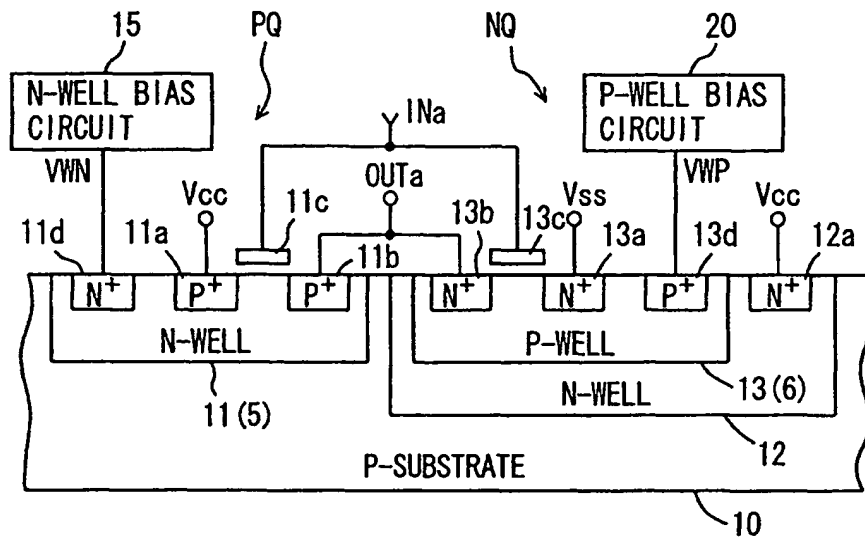 15
PQ
NQ
20
N-WELL BIAS
CIRCUIT
P-WELL BIAS
CIRCUIT
INa
VWN
OUTa
VWP
Vcc
11c
13b
13c
Vss
Vcc
11d
11a
11b
13a
13d
12a
N+
P+
P+
N+
N+
P+
N+
N-WELL
P-WELL
11(5)
N-WELL
13(6)
P-SUBSTRATE
12
10